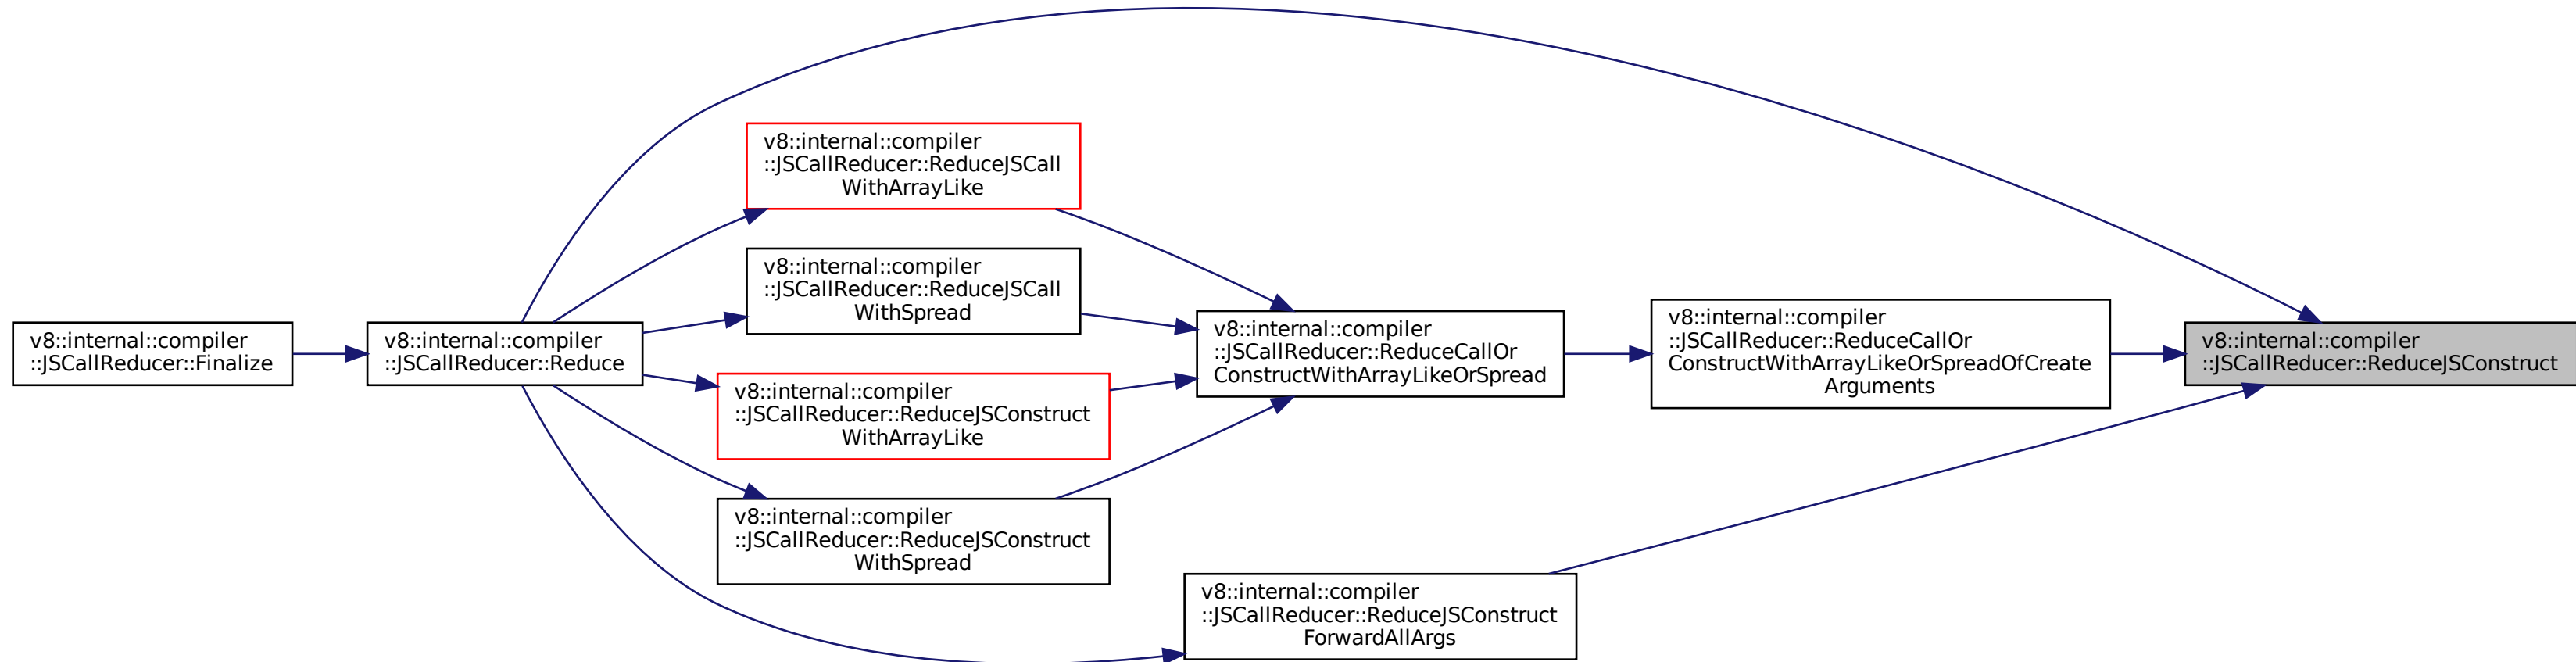 v8::internal::compiler
::JSCallReducer::Finalize
v8::internal::compiler
::JSCallReducer::Reduce
v8::internal::compiler
::JSCallReducer::ReduceJSCall
WithArrayLike
v8::internal::compiler
::JSCallReducer::ReduceJSCall
WithSpread
v8::internal::compiler
::JSCallReducer::ReduceJSConstruct
WithArrayLike
v8::internal::compiler
::JSCallReducer::ReduceJSConstruct
WithSpread
v8::internal::compiler
::JSCallReducer::ReduceJSConstruct
ForwardAllArgs
v8::internal::compiler
::JSCallReducer::ReduceCallOr
ConstructWithArrayLikeOrSpread
v8::internal::compiler
::JSCallReducer::ReduceCallOr
ConstructWithArrayLikeOrSpreadOfCreate
Arguments
v8::internal::compiler
::JSCallReducer::ReduceJSConstruct